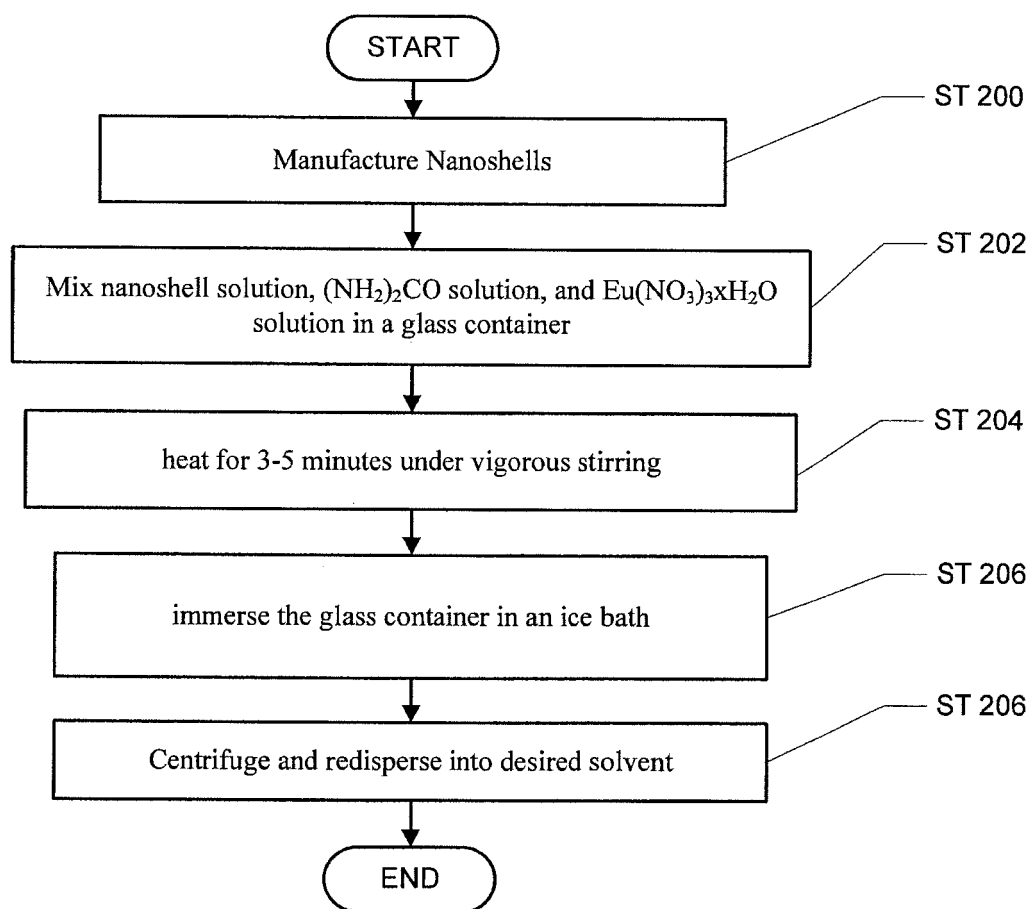 START
ST 200
Manufacture Nanoshells
ST 202
Mix nanoshell solution, (NH₂)₂CO solution, and Eu(NO₃)₃xH₂O
solution in a glass container
ST 204
heat for 3-5 minutes under vigorous stirring
ST 206
immerse the glass container in an ice bath
ST 206
Centrifuge and redisperse into desired solvent
END